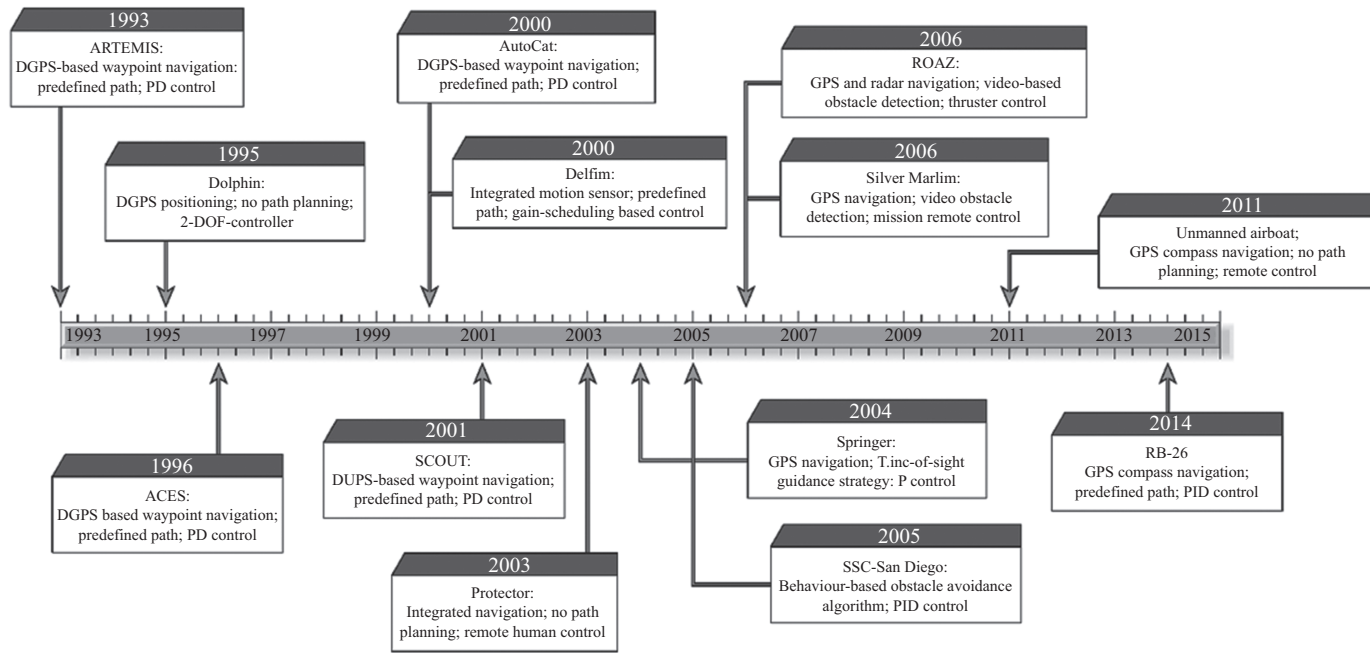 1993
ARTEMIS:
DGPS-based waypoint navigation:
predefined path; PD control
2000
AutoCat:
DGPS-based waypoint navigation;
predefined path; PD control
2006
ROAZ:
GPS and radar navigation; video-based
obstacle detection; thruster control
1995
Dolphin:
DGPS positioning; no path planning;
2-DOF-controller
2000
Delfim:
Integrated motion sensor; predefined
path; gain-scheduling based control
2006
Silver Marlim:
GPS navigation; video obstacle
detection; mission remote control
2011
Unmanned airboat;
GPS compass navigation; no path
planning; remote control
1993 1995 1997 1999 2001 2003 2005 2007 2009 2011 2013 2015
1996
ACES:
DGPS based waypoint navigation;
predefined path; PD control
2001
SCOUT:
DUPS-based waypoint navigation;
predefined path; PD control
2003
Protector:
Integrated navigation; no path
planning; remote human control
2004
Springer:
GPS navigation; T.inc-of-sight
guidance strategy: P control
2005
SSC-San Diego:
Behaviour-based obstacle avoidance
algorithm; PID control
2014
RB-26
GPS compass navigation;
predefined path; PID control